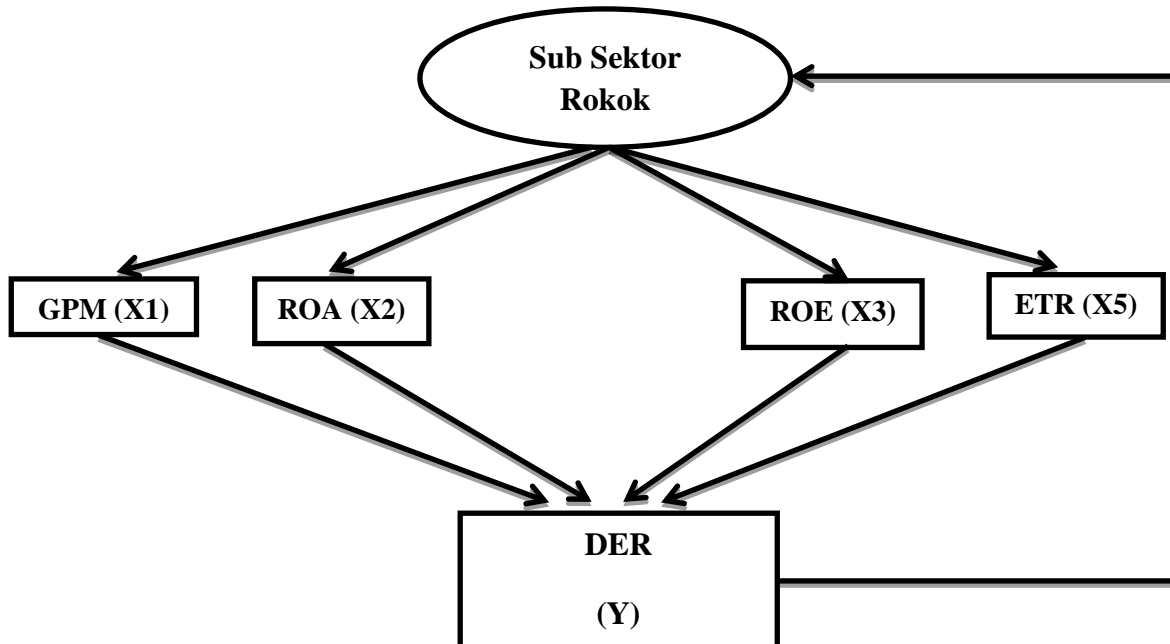 Sub Sektor
Rokok
GPM (X1)
ROA (X2)
ROE (X3)
ETR (X5)
DER
(Y)